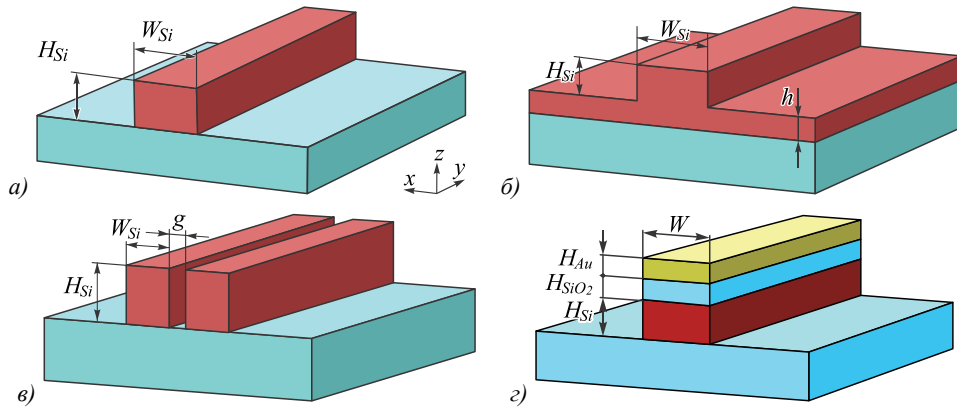 W_Si
H_Si
а)
z
y
x
W_Si
H_Si
h
б)
W_Si
g
H_Si
в)
W
H_Au
H_SiO2
H_Si
г)